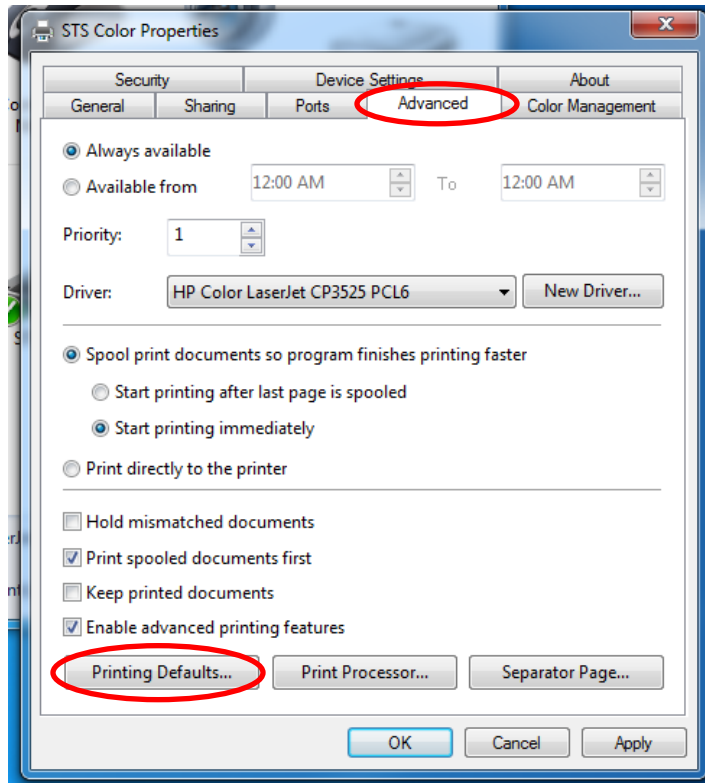 STS Color Properties
Security Device Settings About
General Sharing Ports Advanced Color Management
Always available
Available from 12:00 AM To 12:00 AM
Priority: 1
Driver: HP Color LaserJet CP3525 PCL6 New Driver...
Spool print documents so program finishes printing faster
Start printing after last page is spooled
Start printing immediately
Print directly to the printer
Hold mismatched documents
Print spooled documents first
Keep printed documents
Enable advanced printing features
Printing Defaults... Print Processor... Separator Page...
OK Cancel Apply